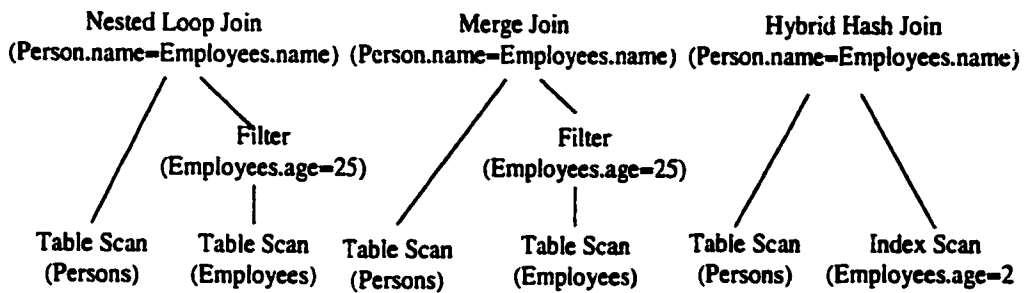 Nested Loop Join
(Person.name=Employees.name)
Filter
(Employees.age=25)
Table Scan
(Persons)
Table Scan
(Employees)
Merge Join
(Person.name=Employees.name)
Filter
(Employees.age=25)
Table Scan
(Persons)
Table Scan
(Employees)
Hybrid Hash Join
(Person.name=Employees.name)
Table Scan
(Persons)
Index Scan
(Employees.age=2